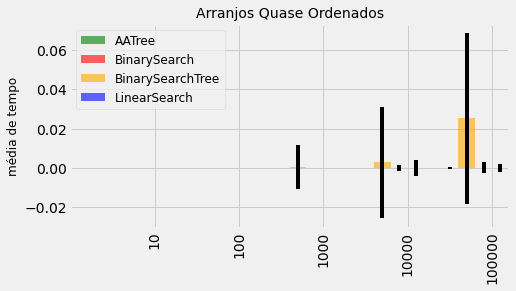 Arranjos Quase Ordenados
média de tempo
0.06
0.04
0.02
0.00
−0.02
AATree
BinarySearch
BinarySearchTree
LinearSearch
10
100
1000
10000
100000